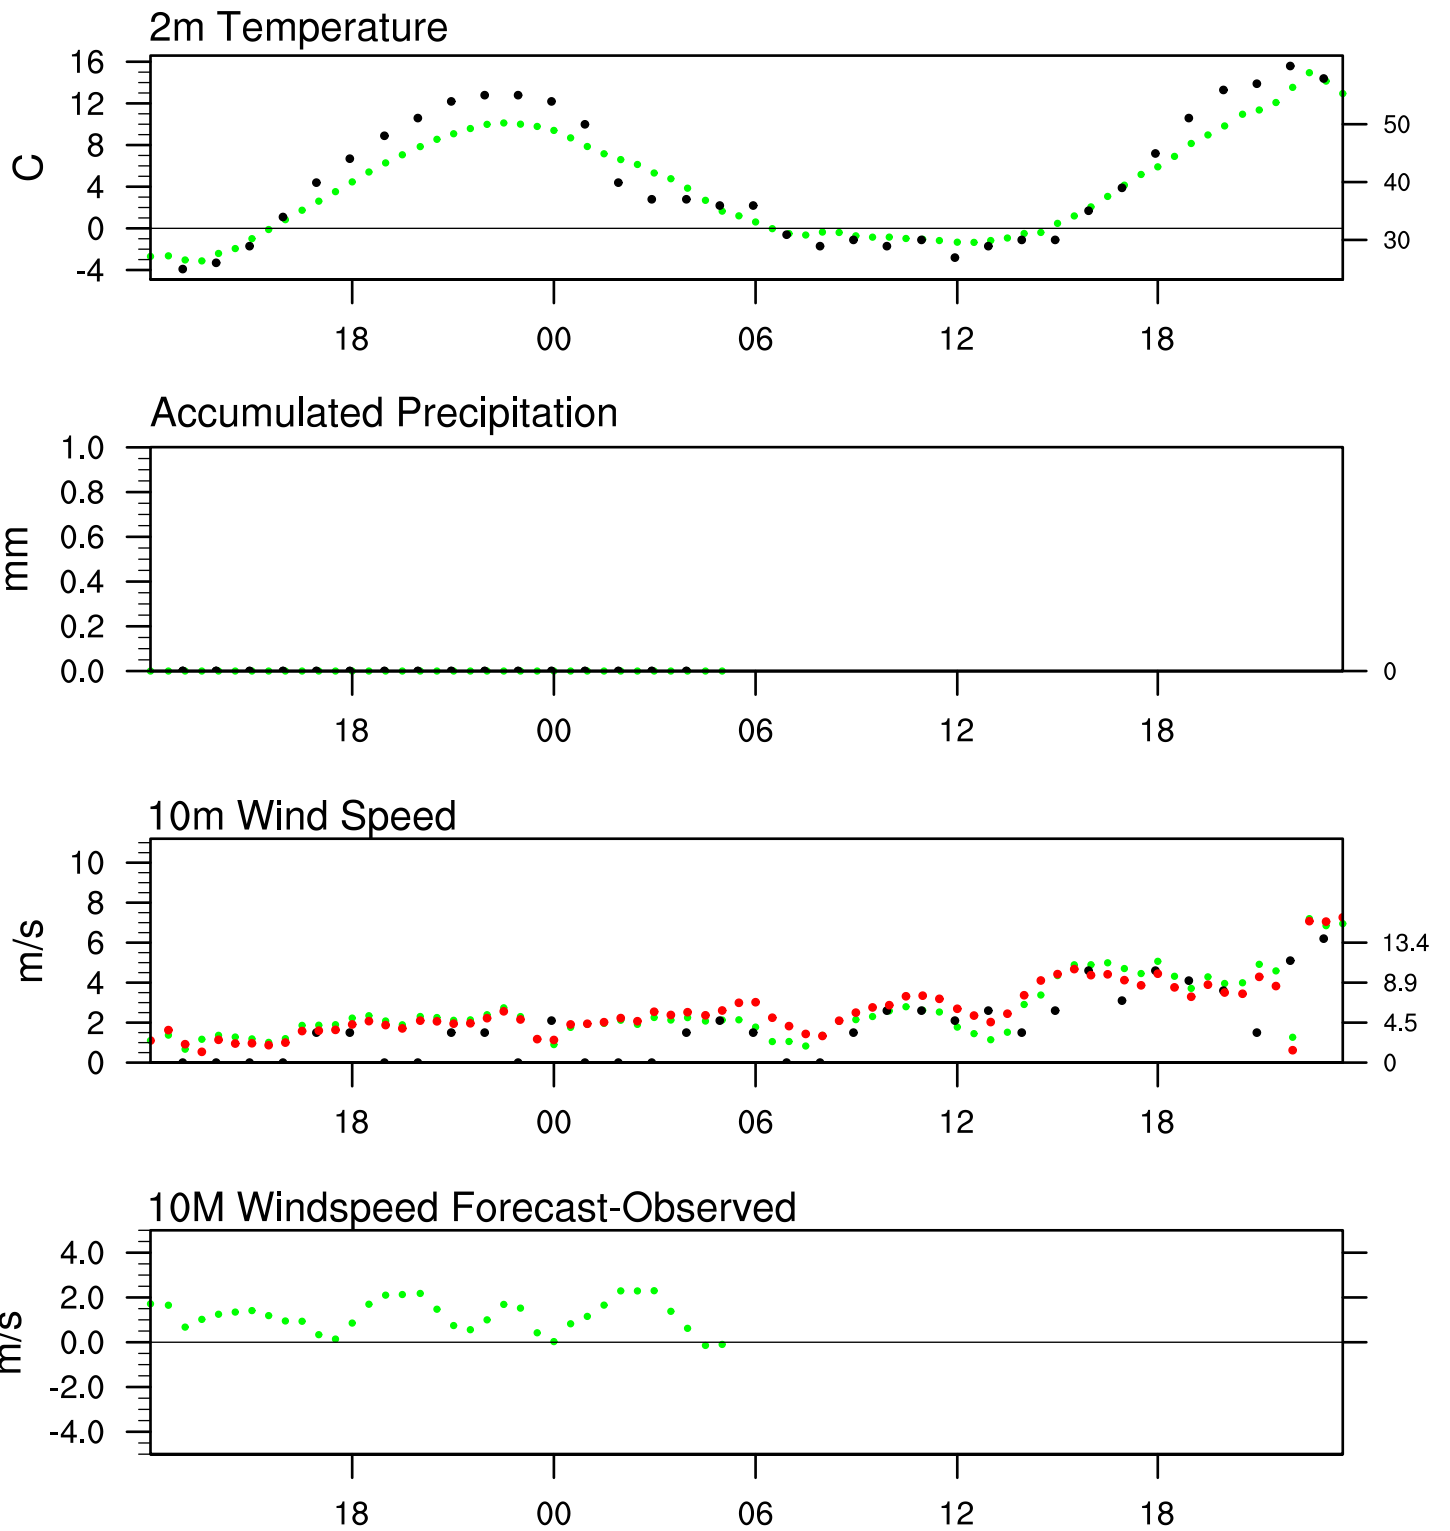 2m Temperature
16
12
8
4
0
-4
C
50
40
30
18 00 06 12 18
Accumulated Precipitation
1.0
0.8
0.6
0.4
0.2
0.0
mm
0
18 00 06 12 18
10m Wind Speed
10
8
6
4
2
0
m/s
13.4
8.9
4.5
0
18 00 06 12 18
10M Windspeed Forecast-Observed
4.0
2.0
0.0
-2.0
-4.0
m/s
18 00 06 12 18